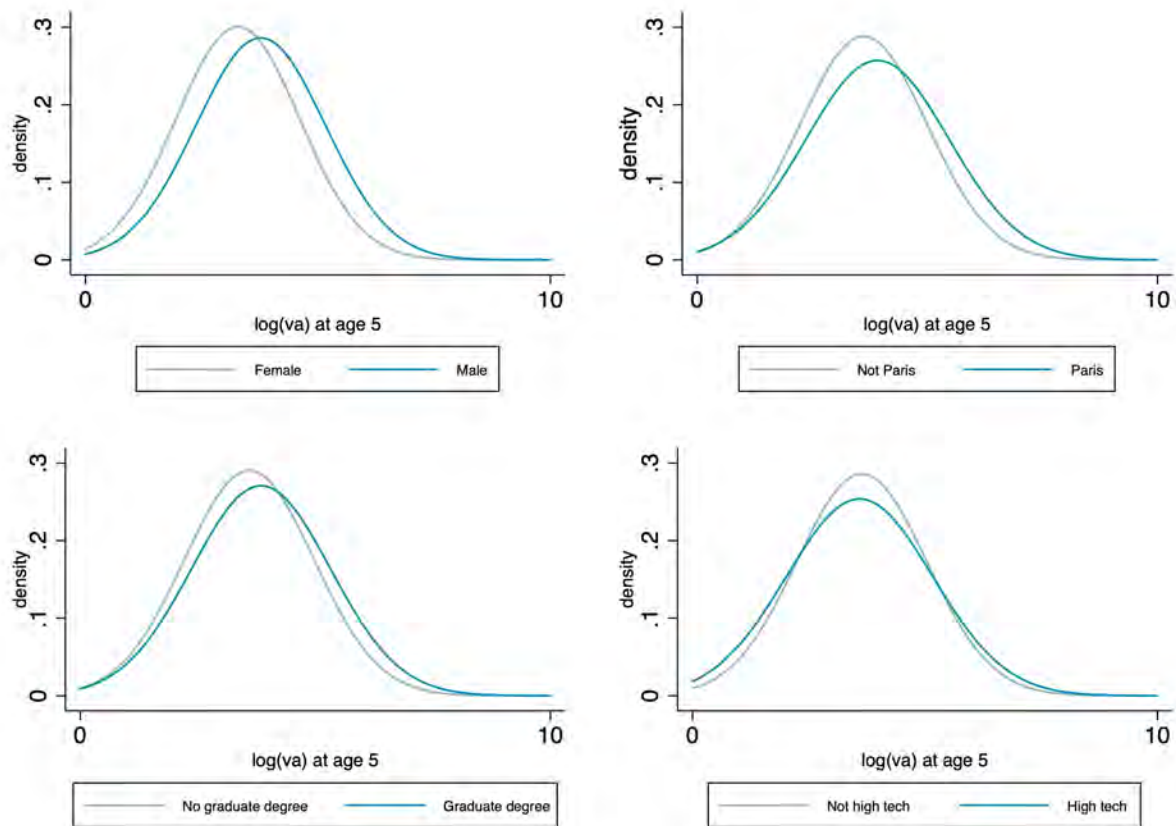 .3
.2
.1
0
density
0
10
log(va) at age 5
Female
Male
.3
.2
.1
0
density
0
10
log(va) at age 5
Not Paris
Paris
.3
.2
.1
0
density
0
10
log(va) at age 5
No graduate degree
Graduate degree
.3
.2
.1
0
density
0
10
log(va) at age 5
Not high tech
High tech